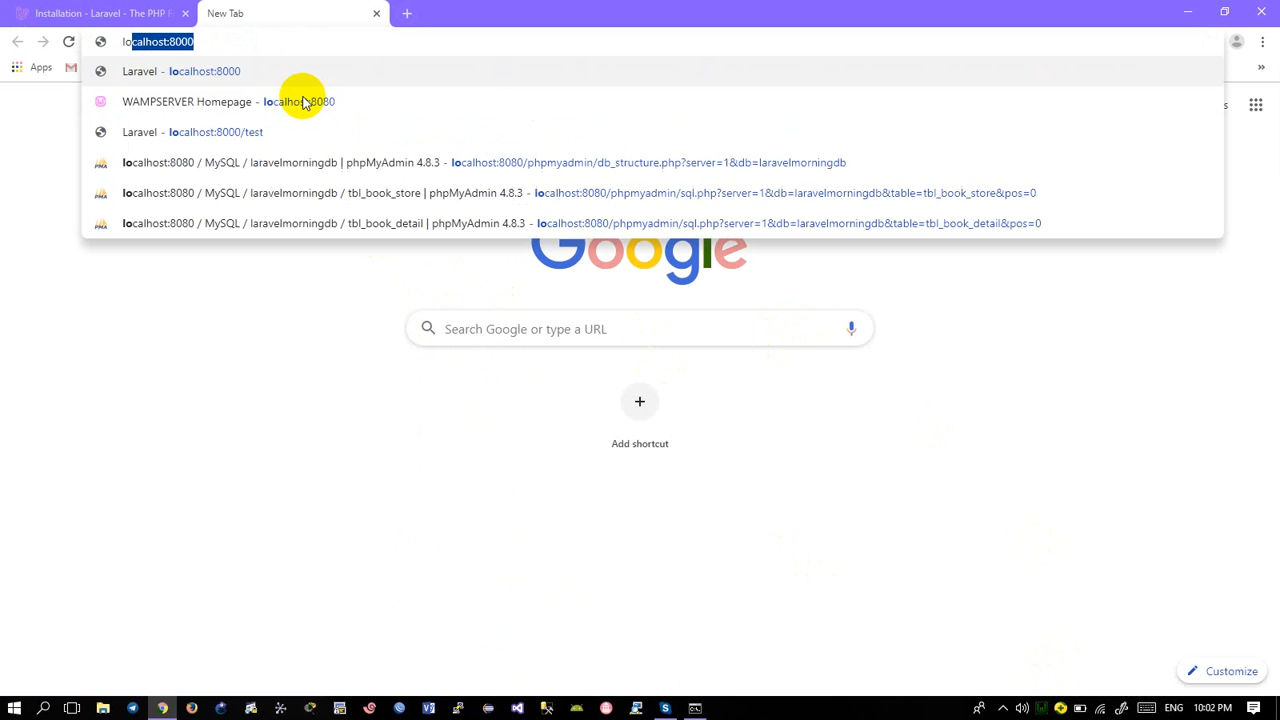 Installation - Laravel - The PHP F
New Tab
localhost:8000
Apps
Laravel - localhost:8000
WAMPSERVER Homepage - localhost:8080
Laravel - localhost:8000/test
localhost:8080 / MySQL / laravelmorningdb | phpMyAdmin 4.8.3 - localhost:8080/phpmyadmin/db_structure.php?server=1&db=laravelmorningdb
localhost:8080 / MySQL / laravelmorningdb / tbl_book_store | phpMyAdmin 4.8.3 - localhost:8080/phpmyadmin/sql.php?server=1&db=laravelmorningdb&table=tbl_book_store&pos=0
localhost:8080 / MySQL / laravelmorningdb / tbl_book_detail | phpMyAdmin 4.8.3 - localhost:8080/phpmyadmin/sql.php?server=1&db=laravelmorningdb&table=tbl_book_detail&pos=0
Google
Search Google or type a URL
Add shortcut
Customize
ENG 10:02 PM